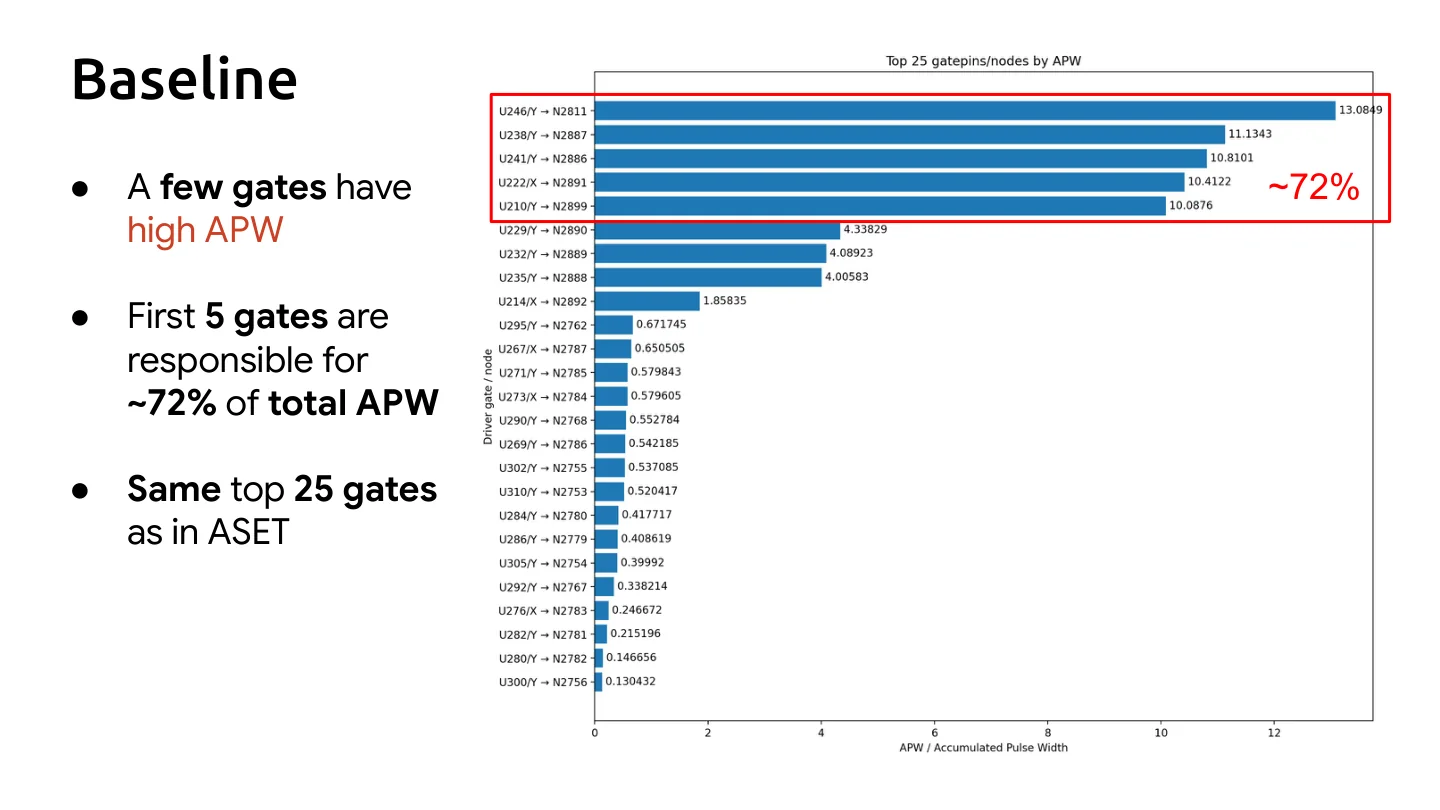 Baseline
● A few gates have
high APW
● First 5 gates are
responsible for
~72% of total APW
● Same top 25 gates
as in ASET
Top 25 gatepins/nodes by APW
Driver gate / node
U246/Y → N2811 13.0849
U238/Y → N2887 11.1343
U241/Y → N2886 10.8101
U222/X → N2891 10.4122
~72%
U210/Y → N2899 10.0876
U229/Y → N2890 4.33829
U232/Y → N2889 4.08923
U235/Y → N2888 4.00583
U214/X → N2892 1.85835
U295/Y → N2762 0.671745
U267/X → N2787 0.650505
U271/Y → N2785 0.579843
U273/X → N2784 0.579605
U290/Y → N2768 0.552784
U269/Y → N2786 0.542185
U302/Y → N2755 0.537085
U310/Y → N2753 0.520417
U284/Y → N2780 0.417717
U286/Y → N2779 0.408619
U305/Y → N2754 0.39992
U292/Y → N2767 0.338214
U276/X → N2783 0.246672
U282/Y → N2781 0.215196
U280/Y → N2782 0.146656
U300/Y → N2756 0.130432
0 2 4 6 8 10 12
APW / Accumulated Pulse Width